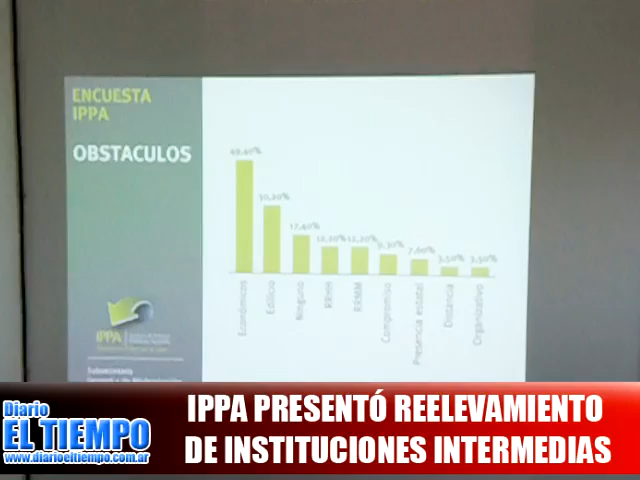 ENCUESTA
IPPA
OBSTACULOS
49,40%
30,20%
17,40%
12,20%
12,20%
9,30%
7,60%
3,50%
3,50%
Económicos
Edilicio
Ninguno
RRHH
RRMM
Compromiso
Presencia estatal
Distancia
Organizativo
IPPA
Subsecretaría
Diario
EL TIEMPO
www.diarioeltiempo.com.ar
IPPA PRESENTÓ REELEVAMIENTO
DE INSTITUCIONES INTERMEDIAS